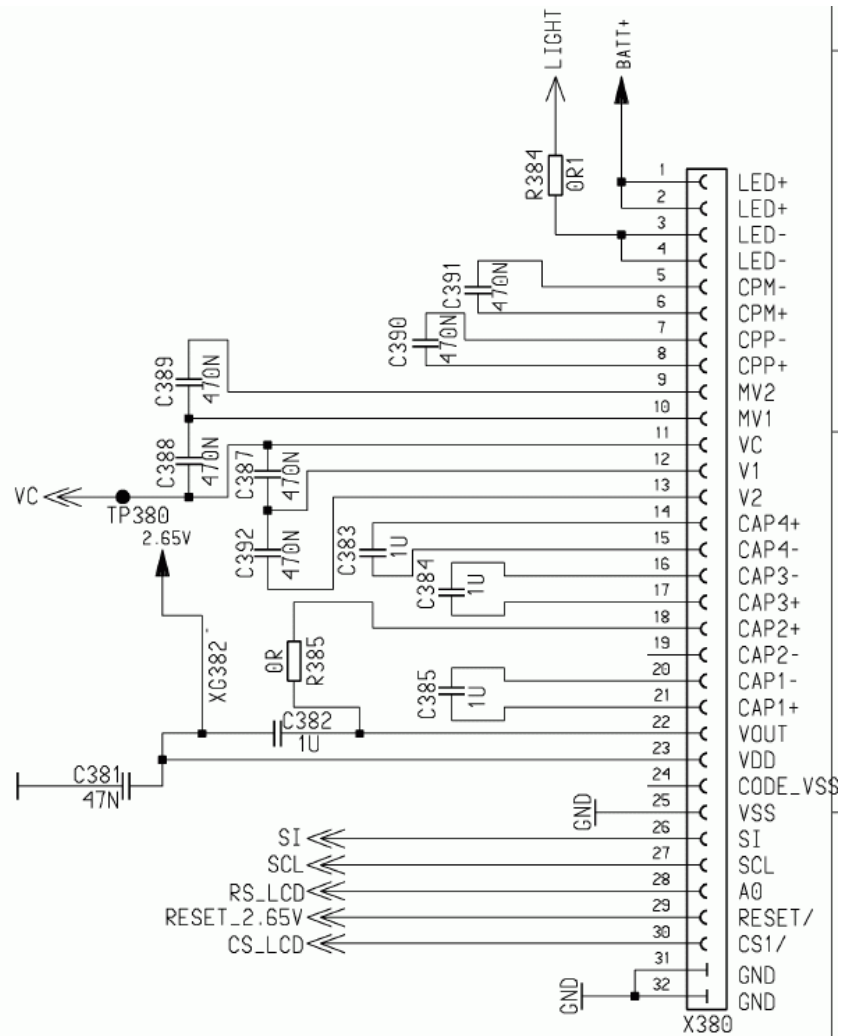 LIGHT
BATT+
R384
0R1
1 LED+
2 LED+
3 LED-
4 LED-
C391
470N
5 CPM-
6 CPM+
C390
470N
7 CPP-
8 CPP+
C389
470N
9 MV2
10 MV1
C388
470N
11 VC
C387
470N
12 V1
VC
TP380
13 V2
2.65V
C392
470N
C383
1U
14 CAP4+
15 CAP4-
C384
1U
16 CAP3-
17 CAP3+
18 CAP2+
XG382
0R
R385
19 CAP2-
C385
1U
20 CAP1-
21 CAP1+
C382
1U
22 VOUT
23 VDD
C381
47N
24 CODE_VSS
GND
25 VSS
SI
26 SI
SCL
27 SCL
RS_LCD
28 A0
RESET_2.65V
29 RESET/
CS_LCD
30 CS1/
31 GND
GND
32 GND
X380